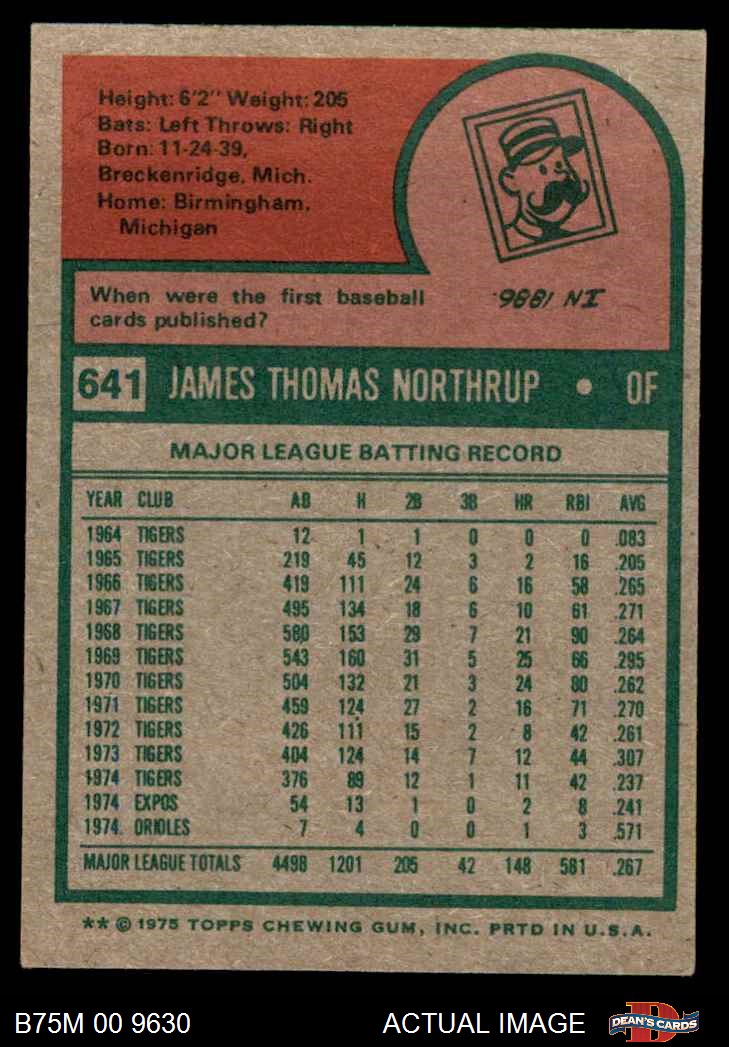 Height: 6'2" Weight: 205
Bats: Left Throws: Right
Born: 11-24-39,
Breckenridge, Mich.
Home: Birmingham,
Michigan
When were the first baseball
cards published?
IN 1886.
641 JAMES THOMAS NORTHRUP • OF
MAJOR LEAGUE BATTING RECORD
YEAR CLUB AB H 2B 3B HR RBI AVG
1964 TIGERS 12 1 1 0 0 0 .083
1965 TIGERS 219 45 12 3 2 16 .205
1966 TIGERS 419 111 24 6 16 58 .265
1967 TIGERS 495 134 18 6 10 61 .271
1968 TIGERS 580 153 29 7 21 90 .264
1969 TIGERS 543 160 31 5 25 66 .295
1970 TIGERS 504 132 21 3 24 80 .262
1971 TIGERS 459 124 27 2 16 71 .270
1972 TIGERS 426 111 15 2 8 42 .261
1973 TIGERS 404 124 14 7 12 44 .307
1974 TIGERS 376 89 12 1 11 42 .237
1974 EXPOS 54 13 1 0 2 8 .241
1974. ORIOLES 7 4 0 0 1 3 .571
MAJOR LEAGUE TOTALS 4498 1201 205 42 148 581 .267
** © 1975 TOPPS CHEWING GUM, INC. PRTD IN U.S.A.
B75M 00 9630 ACTUAL IMAGE DEAN'S CARDS